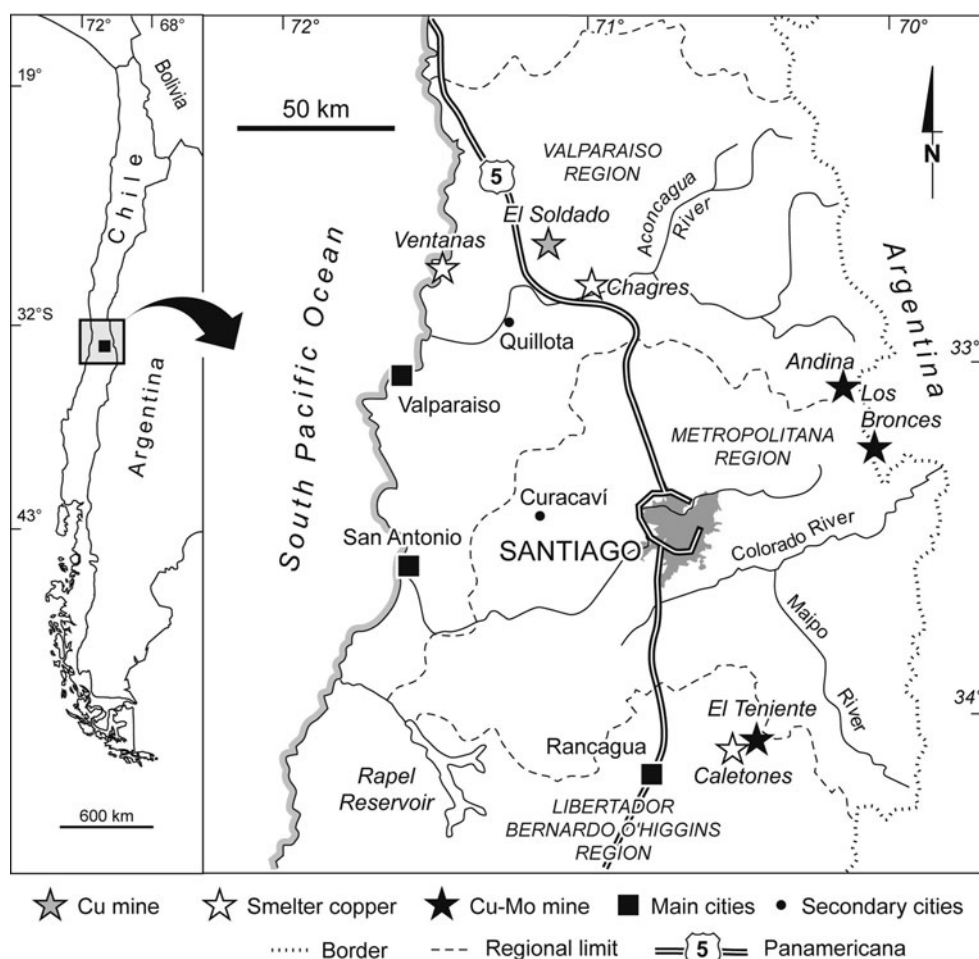 72°
68°
19°
Bolivia
Chile
32°S
Argentina
43°
600 km
72°
71°
70°
50 km
N
5
VALPARAISO
REGION
Aconcagua
River
El Soldado
Ventanas
Chagres
Argentina
South Pacific Ocean
Quillota
33°
Andina
Los
Bronces
Valparaiso
METROPOLITANA
REGION
Curacaví
San Antonio
SANTIAGO
Colorado River
Maipo
River
34°
El Teniente
Rancagua
Caletones
Rapel
Reservoir
LIBERTADOR
BERNARDO O'HIGGINS
REGION
Cu mine
Smelter copper
Cu-Mo mine
Main cities
Secondary cities
Border
Regional limit
5
Panamericana